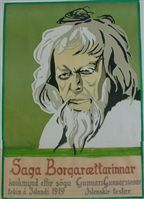 Saga Borgarættarinnar
kvikmynd eftir sögu Gunnars Gunnarssonar
tekin á Íslandi 1919 Íslenskir textar